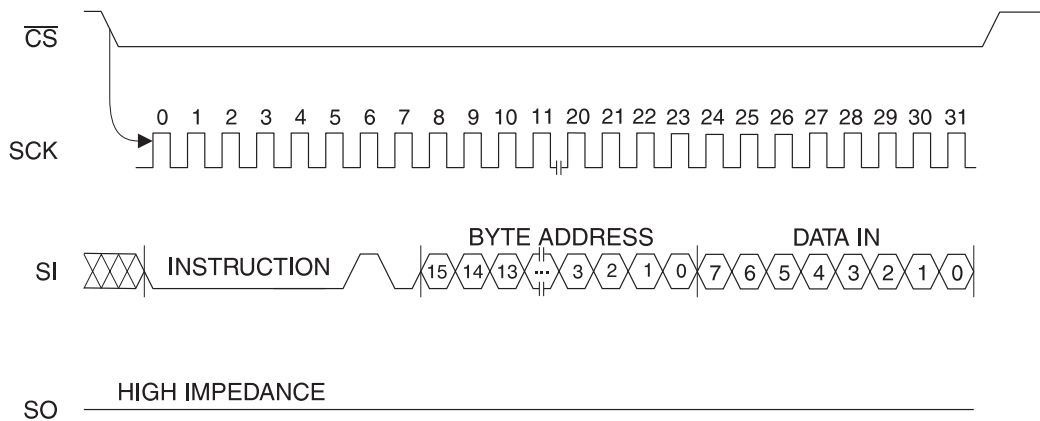 CS
0 1 2 3 4 5 6 7 8 9 10 11 20 21 22 23 24 25 26 27 28 29 30 31
SCK
BYTE ADDRESS DATA IN
SI INSTRUCTION 15 14 13 ... 3 2 1 0 7 6 5 4 3 2 1 0
HIGH IMPEDANCE
SO